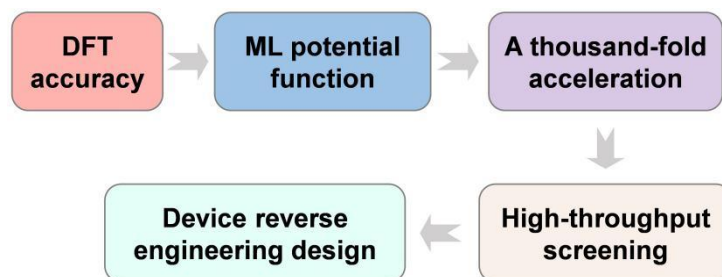 DFT
accuracy
ML potential
function
A thousand-fold
acceleration
High-throughput
screening
Device reverse
engineering design